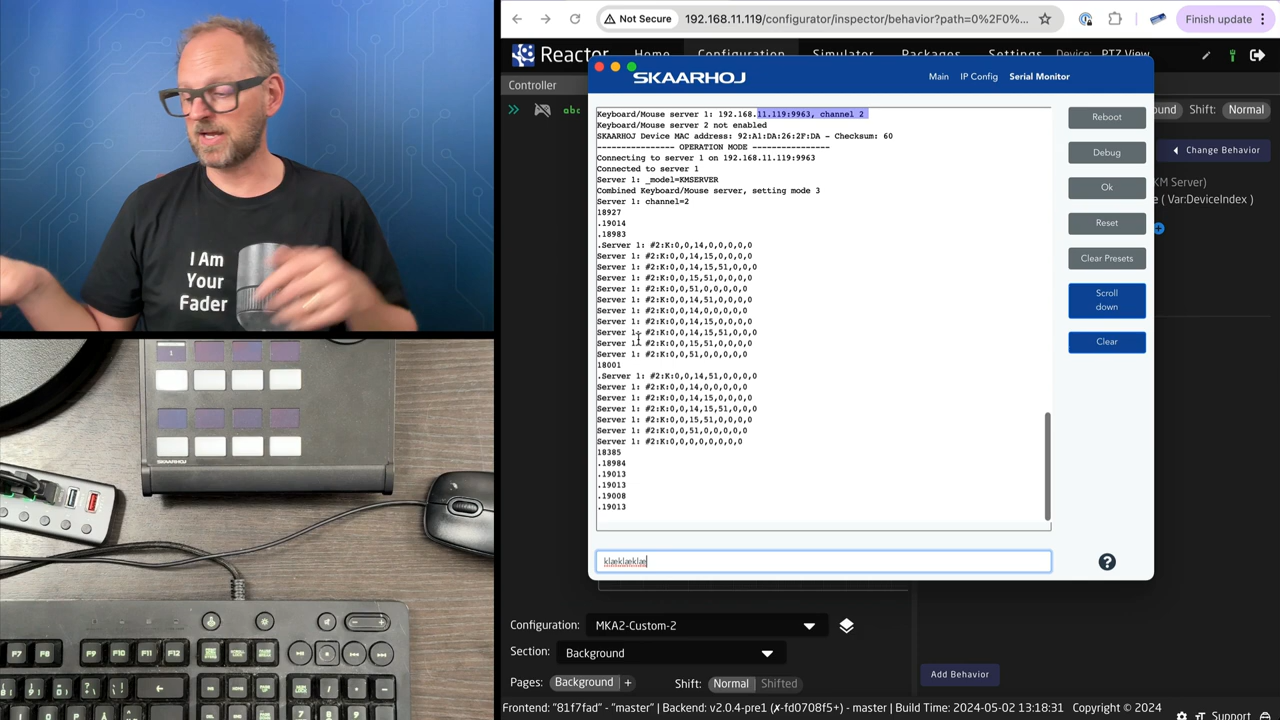 Not Secure
192.168.11.119/configurator/inspector/behavior?path=0%2F0%...
Finish update
Reactor
Home
Configuration
Simulator
Packages
Settings
Device: PTZ View
Controller
abc
Shift: Normal
Change Behavior
KM Server)
e ( Var:DeviceIndex )
SKAARHOJ
Main
IP Config
Serial Monitor
Keyboard/Mouse server 1: 192.168.11.119:9963, channel 2
Keyboard/Mouse server 2 not enabled
SKAARHOJ Device MAC address: 92:A1:DA:26:2F:DA - Checksum: 60
---------------- OPERATION MODE ----------------
Connecting to server 1 on 192.168.11.119:9963
Connected to server 1
Server 1: _model=KMSERVER
Combined Keyboard/Mouse server, setting mode 3
Server 1: channel=2
18927
.19014
.18983
.Server 1: #2:K:0,0,14,0,0,0,0,0
Server 1: #2:K:0,0,14,15,0,0,0,0
Server 1: #2:K:0,0,14,15,51,0,0,0
Server 1: #2:K:0,0,15,51,0,0,0,0
Server 1: #2:K:0,0,51,0,0,0,0,0
Server 1: #2:K:0,0,14,51,0,0,0,0
Server 1: #2:K:0,0,14,0,0,0,0,0
Server 1: #2:K:0,0,14,15,0,0,0,0
Server 1: #2:K:0,0,14,15,51,0,0,0
Server 1: #2:K:0,0,15,51,0,0,0,0
Server 1: #2:K:0,0,51,0,0,0,0,0
18001
.Server 1: #2:K:0,0,14,51,0,0,0,0
Server 1: #2:K:0,0,14,0,0,0,0,0
Server 1: #2:K:0,0,14,15,0,0,0,0
Server 1: #2:K:0,0,14,15,51,0,0,0
Server 1: #2:K:0,0,15,51,0,0,0,0
Server 1: #2:K:0,0,51,0,0,0,0,0
Server 1: #2:K:0,0,0,0,0,0,0,0
18385
.18984
.19013
.19013
.19008
.19013
klæklæklæ
Reboot
Debug
Ok
Reset
Clear Presets
Scroll
down
Clear
?
I Am
Your
Fader
SKAARHOJ
F7
F8
F9
F10
F11
F12
Configuration:
MKA2-Custom-2
Section:
Background
Pages:
Background
+
Shift:
Normal
Shifted
Add Behavior
Frontend: "81f7fad" - "master" | Backend: v2.0.4-pre1 (✗-fd0708f5+) - master | Build Time: 2024-05-02 13:18:31
Copyright © 2024
Support